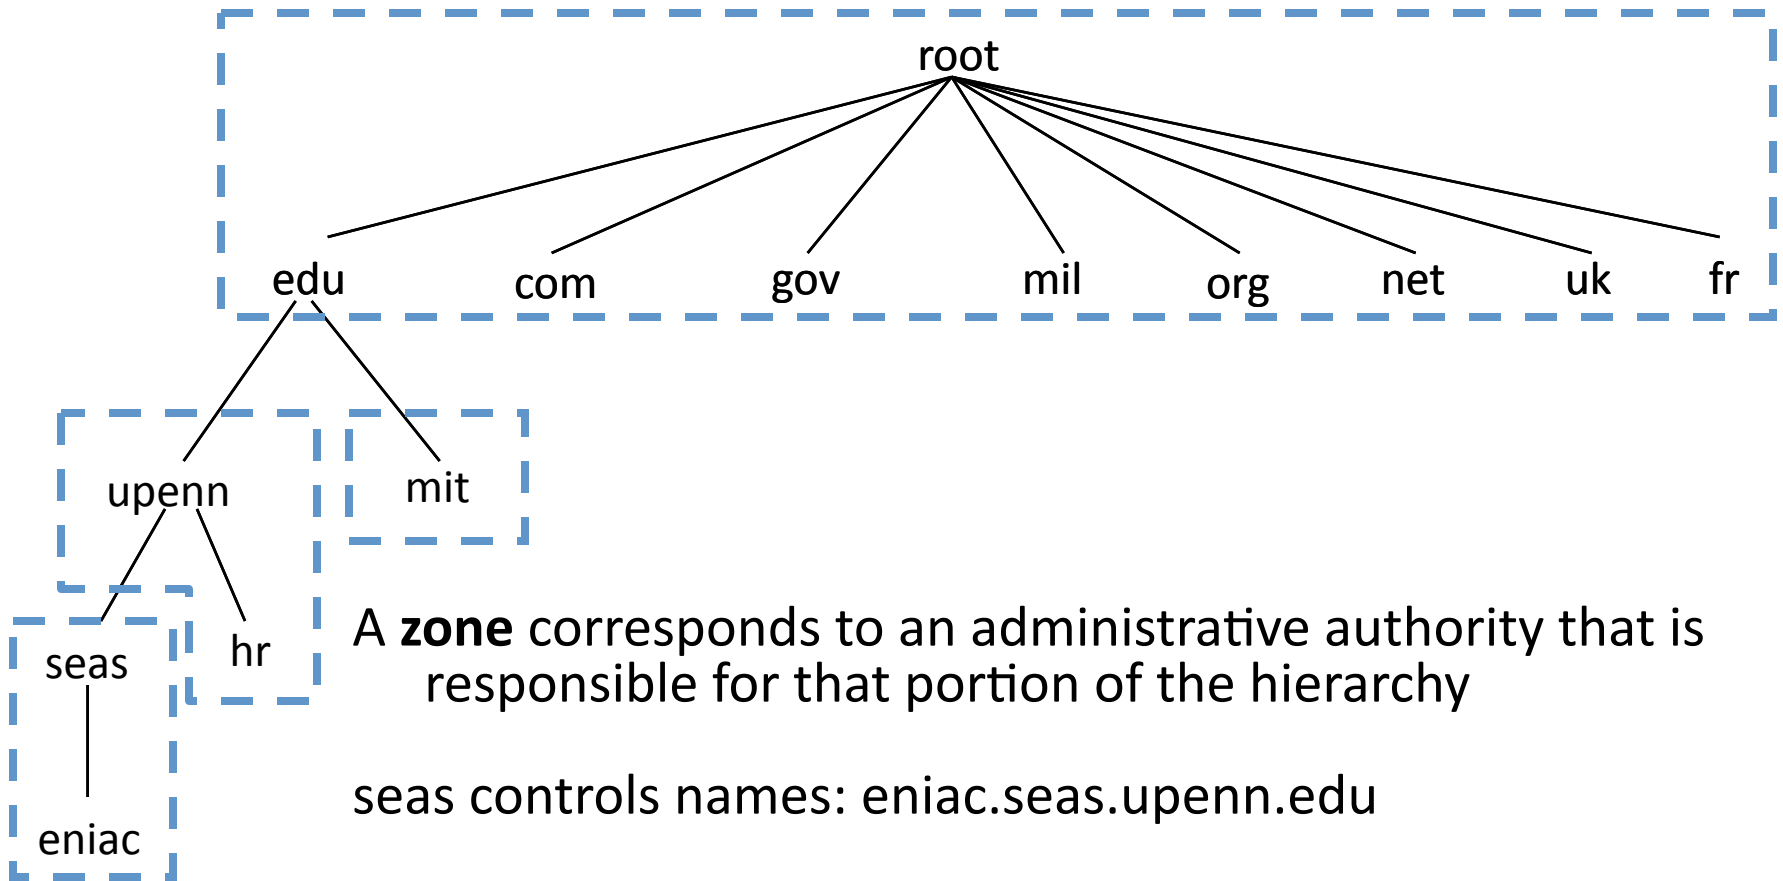 root
edu com gov mil org net uk fr
upenn mit
seas hr
A zone corresponds to an administrative authority that is
responsible for that portion of the hierarchy
seas controls names: eniac.seas.upenn.edu
eniac